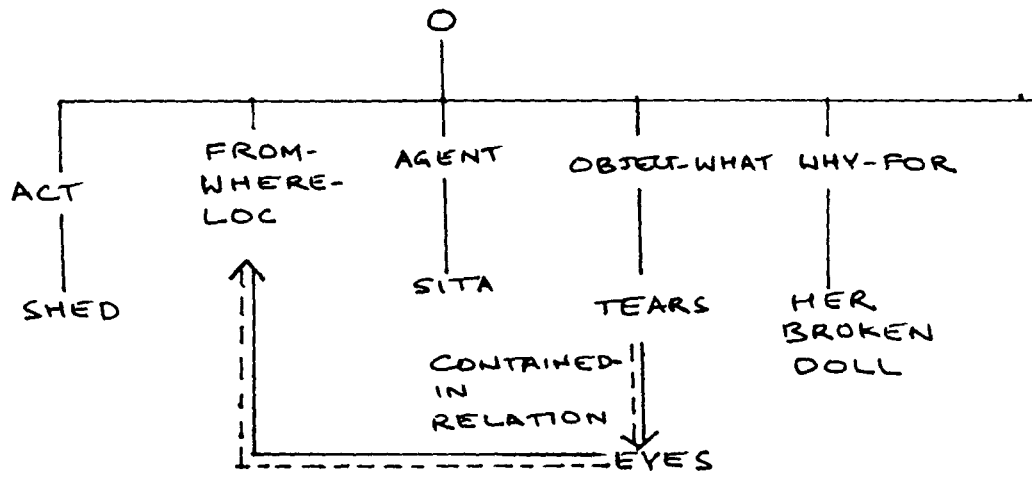 O
ACT
FROM-
WHERE-
LOC
AGENT
OBJECT-WHAT WHY-FOR
SHED
SITA
TEARS
HER
BROKEN
DOLL
CONTAINED-
IN
RELATION
EYES